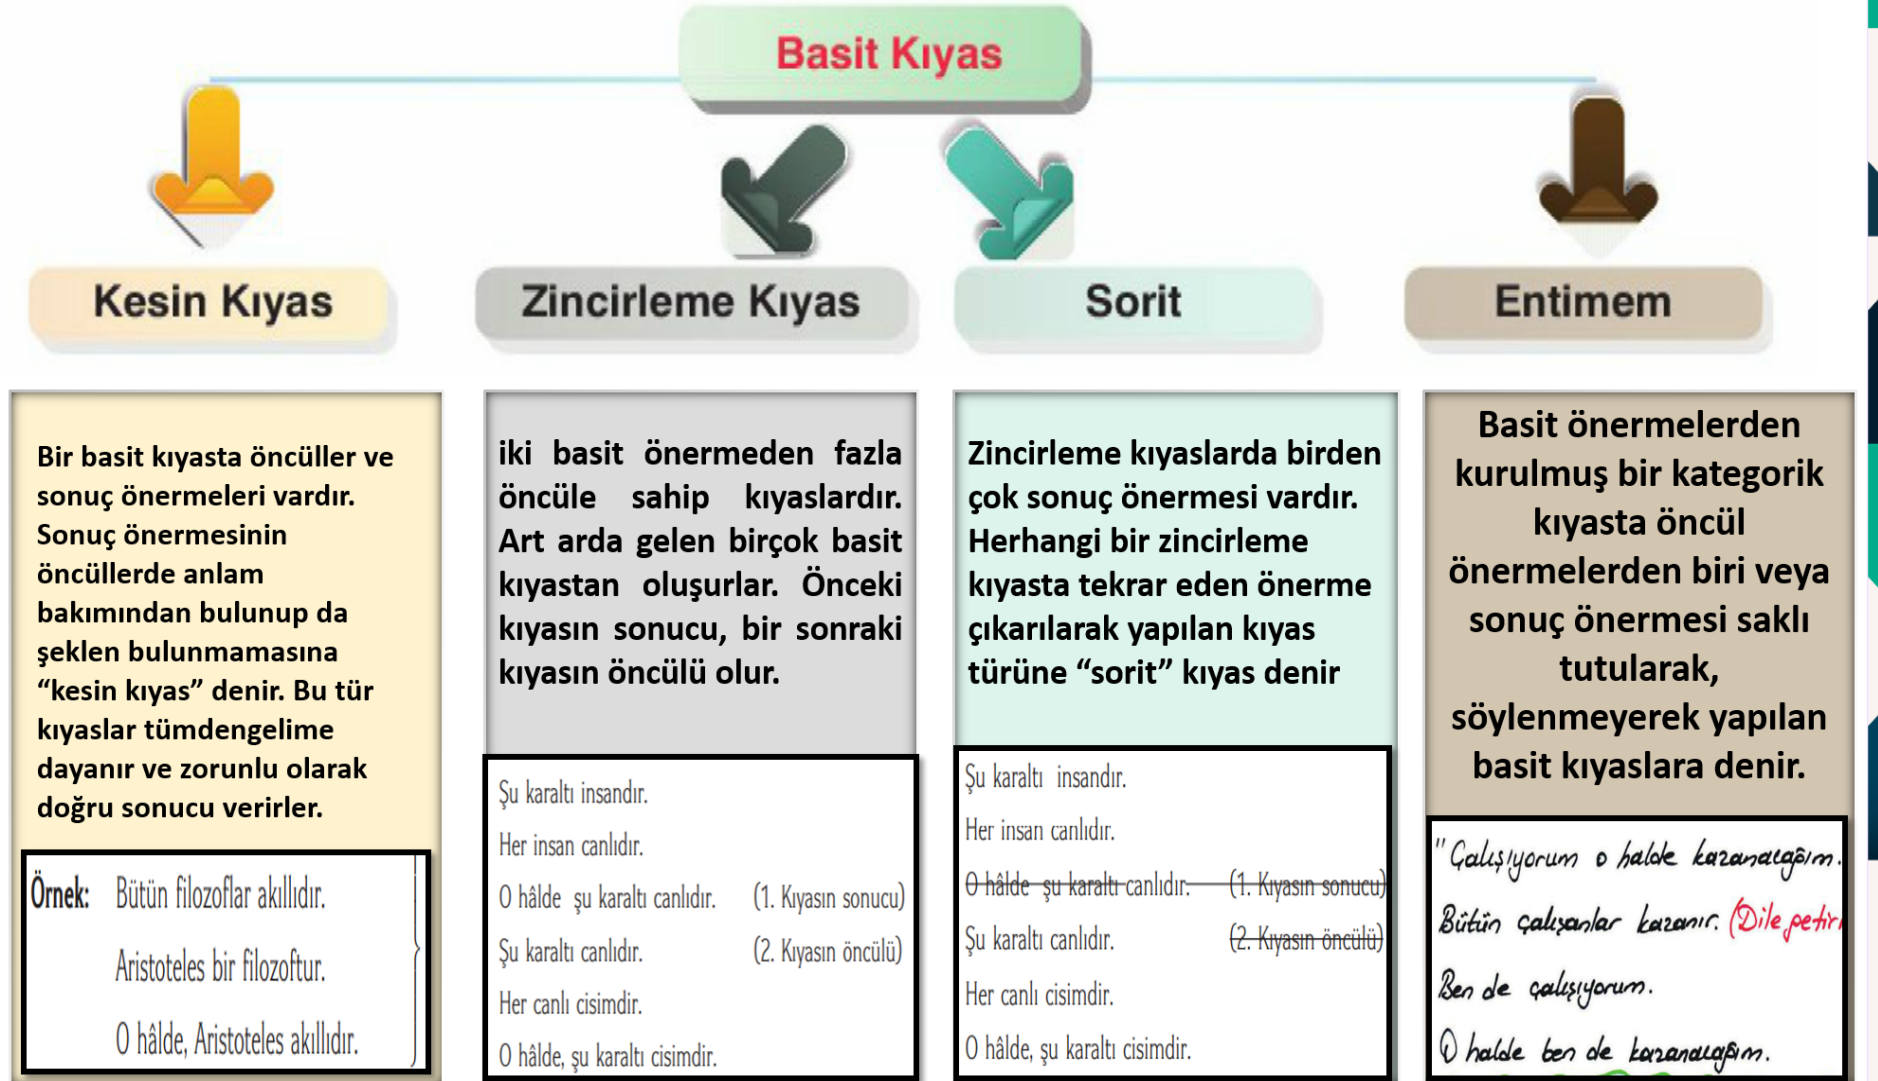 Basit Kıyas
Kesin Kıyas
Zincirleme Kıyas
Sorit
Entimem
Bir basit kıyasta öncüller ve
sonuç önermeleri vardır.
Sonuç önermesinin
öncüllerde anlam
bakımından bulunup da
şeklen bulunmamasına
“kesin kıyas” denir. Bu tür
kıyaslar tümdengelime
dayanır ve zorunlu olarak
doğru sonucu verirler.
Örnek: Bütün filozoflar akıllıdır.
Aristoteles bir filozoftur.
O hâlde, Aristoteles akıllıdır.
iki basit önermeden fazla
öncüle sahip kıyaslardır.
Art arda gelen birçok basit
kıyastan oluşurlar. Önceki
kıyasın sonucu, bir sonraki
kıyasın öncülü olur.
Şu karaltı insandır.
Her insan canlıdır.
O hâlde şu karaltı canlıdır. (1. Kıyasın sonucu)
Şu karaltı canlıdır. (2. Kıyasın öncülü)
Her canlı cisimdir.
O hâlde, şu karaltı cisimdir.
Zincirleme kıyaslarda birden
çok sonuç önermesi vardır.
Herhangi bir zincirleme
kıyasta tekrar eden önerme
çıkarılarak yapılan kıyas
türüne “sorit” kıyas denir
Şu karaltı insandır.
Her insan canlıdır.
O hâlde şu karaltı canlıdır. (1. Kıyasın sonucu)
Şu karaltı canlıdır. (2. Kıyasın öncülü)
Her canlı cisimdir.
O hâlde, şu karaltı cisimdir.
Basit önermelerden
kurulmuş bir kategorik
kıyasta öncül
önermelerden biri veya
sonuç önermesi saklı
tutularak,
söylenmeyerek yapılan
basit kıyaslara denir.
"Çalışıyorum o halde kazanacağım.
Bütün çalışanlar kazanır. (Dile getiri
Ben de çalışıyorum.
O halde ben de kazanacağım.